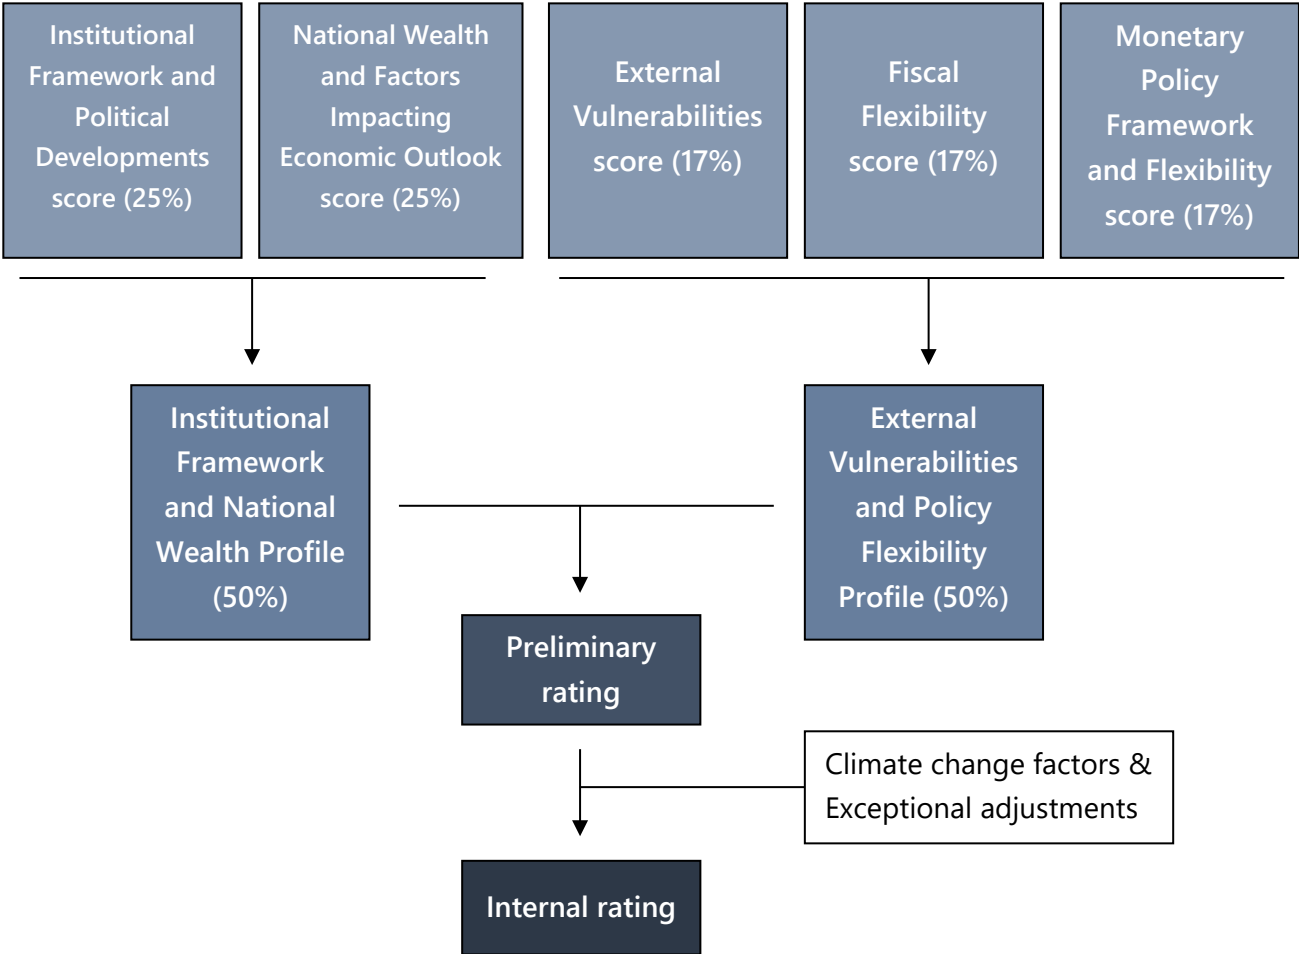 Institutional
Framework and
Political
Developments
score (25%)
National Wealth
and Factors
Impacting
Economic Outlook
score (25%)
External
Vulnerabilities
score (17%)
Fiscal
Flexibility
score (17%)
Monetary
Policy
Framework
and Flexibility
score (17%)
Institutional
Framework
and National
Wealth Profile
(50%)
External
Vulnerabilities
and Policy
Flexibility
Profile (50%)
Preliminary
rating
Climate change factors &
Exceptional adjustments
Internal rating